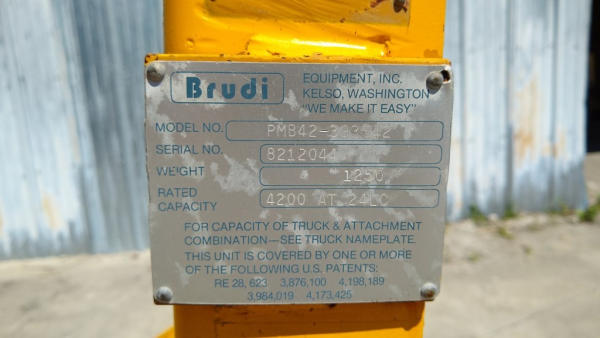 Brudi
EQUIPMENT, INC.
KELSO, WASHINGTON
"WE MAKE IT EASY"
MODEL NO.
SERIAL NO. 8212044
WEIGHT 1250
RATED CAPACITY 4200 AT 24LC
FOR CAPACITY OF TRUCK & ATTACHMENT
COMBINATION—SEE TRUCK NAMEPLATE.
THIS UNIT IS COVERED BY ONE OR MORE
OF THE FOLLOWING U.S. PATENTS:
RE 28,623 3,876,100 4,198,189
3,984,019 4,173,425